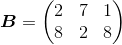 B = (2 7 1
8 2 8)